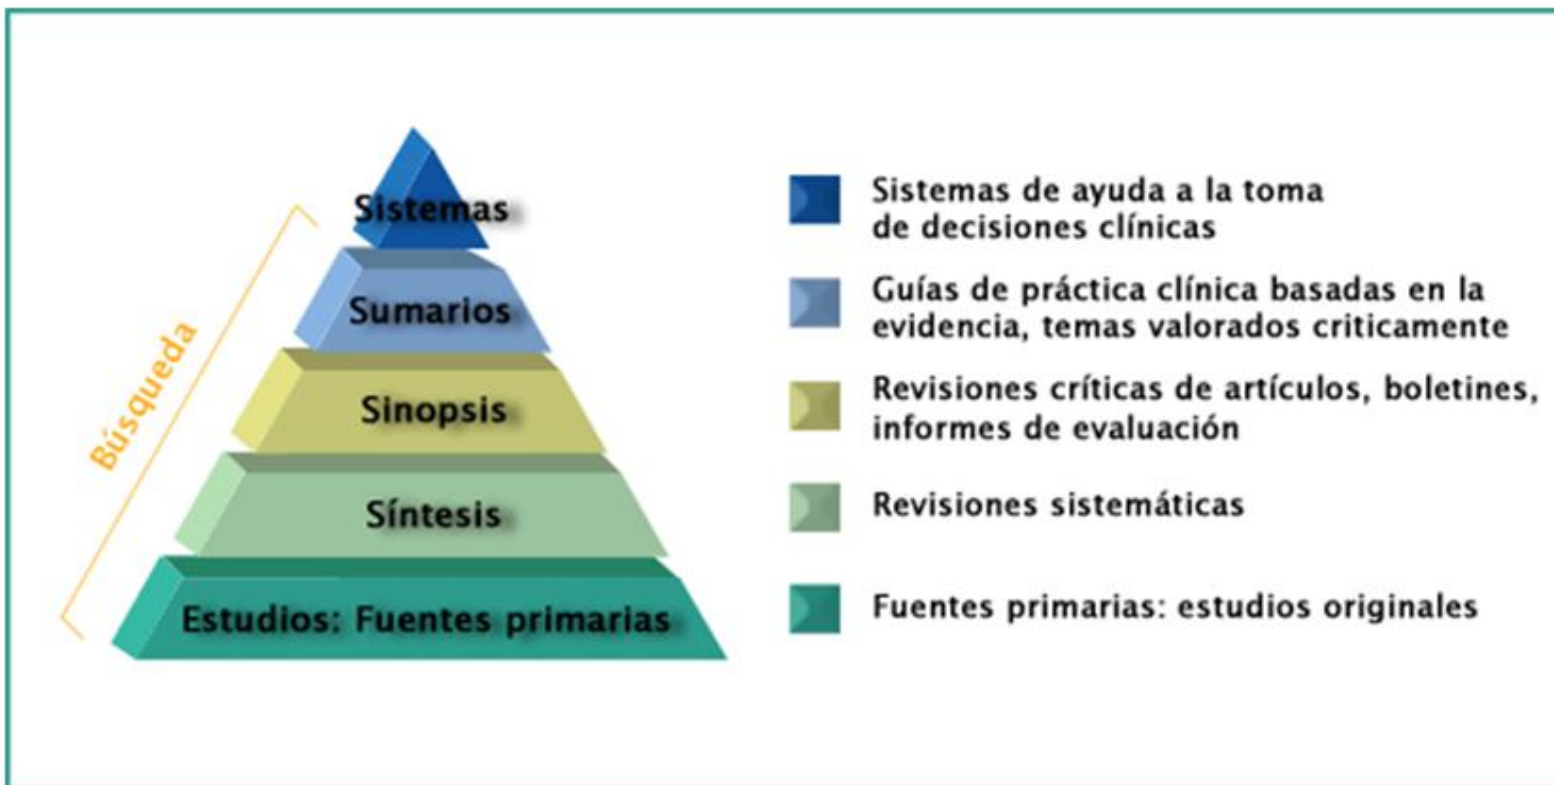 Búsqueda
Sistemas
Sumarios
Sinopsis
Síntesis
Estudios: Fuentes primarias
Sistemas de ayuda a la toma
de decisiones clínicas
Guías de práctica clínica basadas en la
evidencia, temas valorados criticamente
Revisiones críticas de artículos, boletines,
informes de evaluación
Revisiones sistemáticas
Fuentes primarias: estudios originales